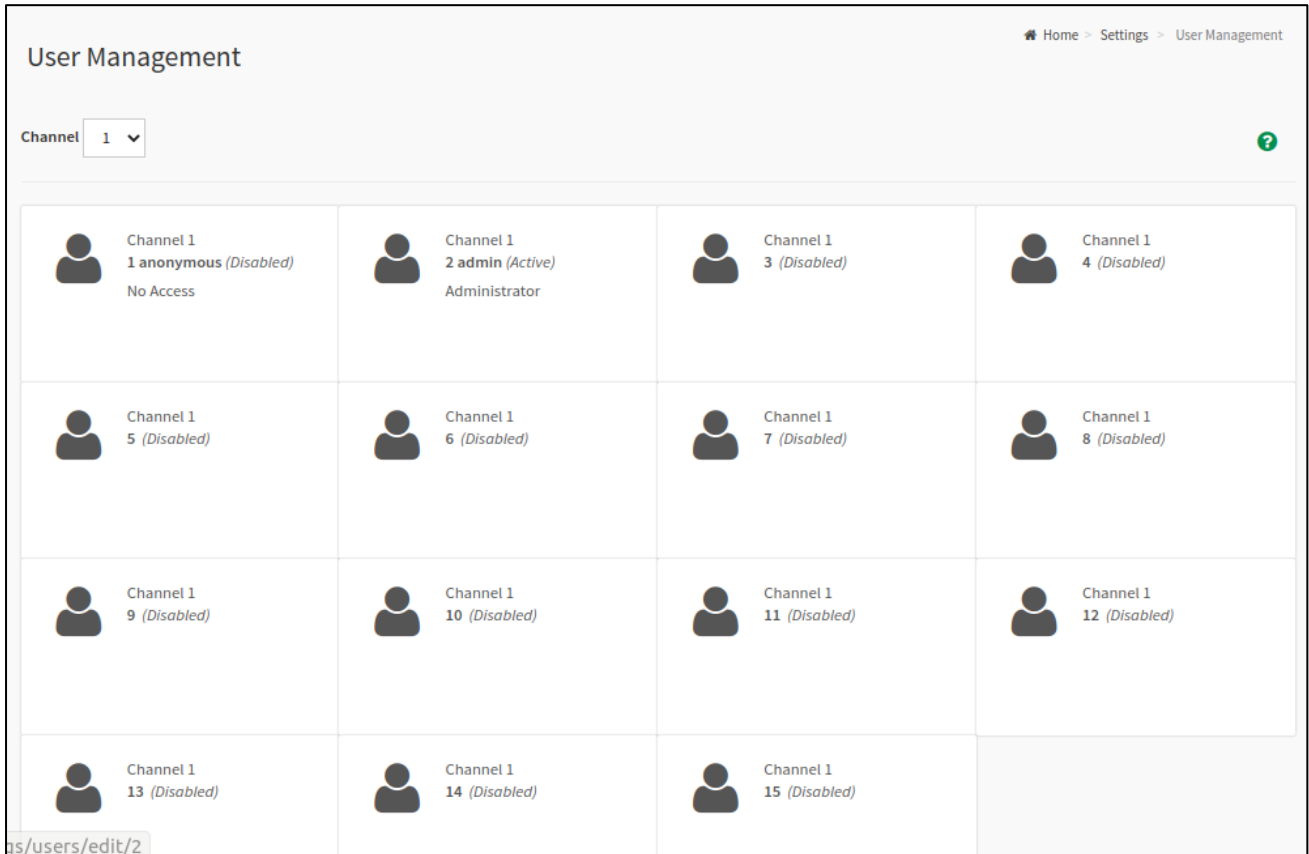 Home > Settings > User Management
User Management
Channel 1
?
Channel 1
1 anonymous (Disabled)
No Access
Channel 1
2 admin (Active)
Administrator
Channel 1
3 (Disabled)
Channel 1
4 (Disabled)
Channel 1
5 (Disabled)
Channel 1
6 (Disabled)
Channel 1
7 (Disabled)
Channel 1
8 (Disabled)
Channel 1
9 (Disabled)
Channel 1
10 (Disabled)
Channel 1
11 (Disabled)
Channel 1
12 (Disabled)
Channel 1
13 (Disabled)
Channel 1
14 (Disabled)
Channel 1
15 (Disabled)
gs/users/edit/2